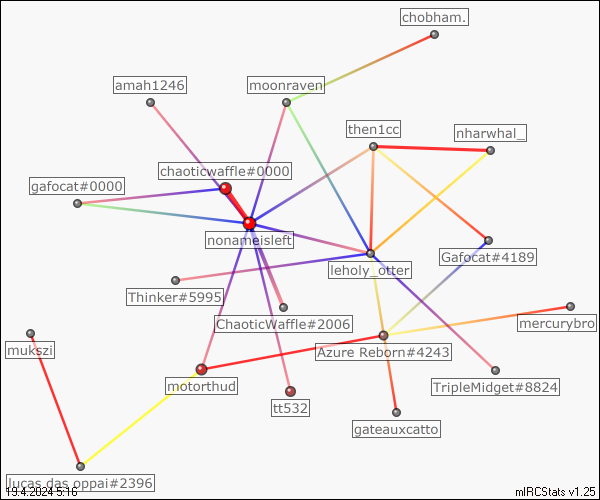 chobham.
amah1246
moonraven
then1cc
nharwhal_
chaoticwaffle#0000
gafocat#0000
nonameisleft
Gafocat#4189
leholy_otter
Thinker#5995
ChaoticWaffle#2006
mercurybro
mukszi
Azure Reborn#4243
motorthud
TripleMidget#8824
tt532
gateauxcatto
lucas das oppai#2396
19.4.2024 5:16
mIRCStats v1.25